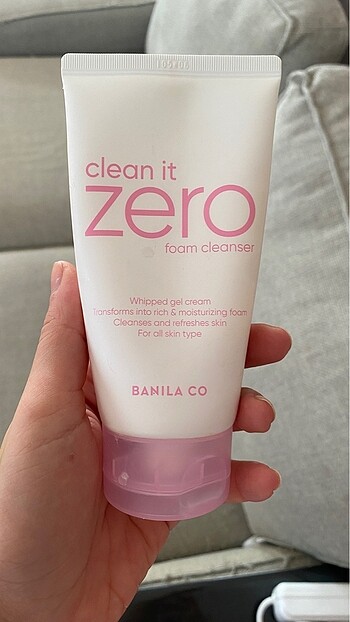 clean it
zero
foam cleanser
Whipped gel cream
Transforms into rich & moisturizing foam
Cleanses and refreshes skin
For all skin type
BANILA CO